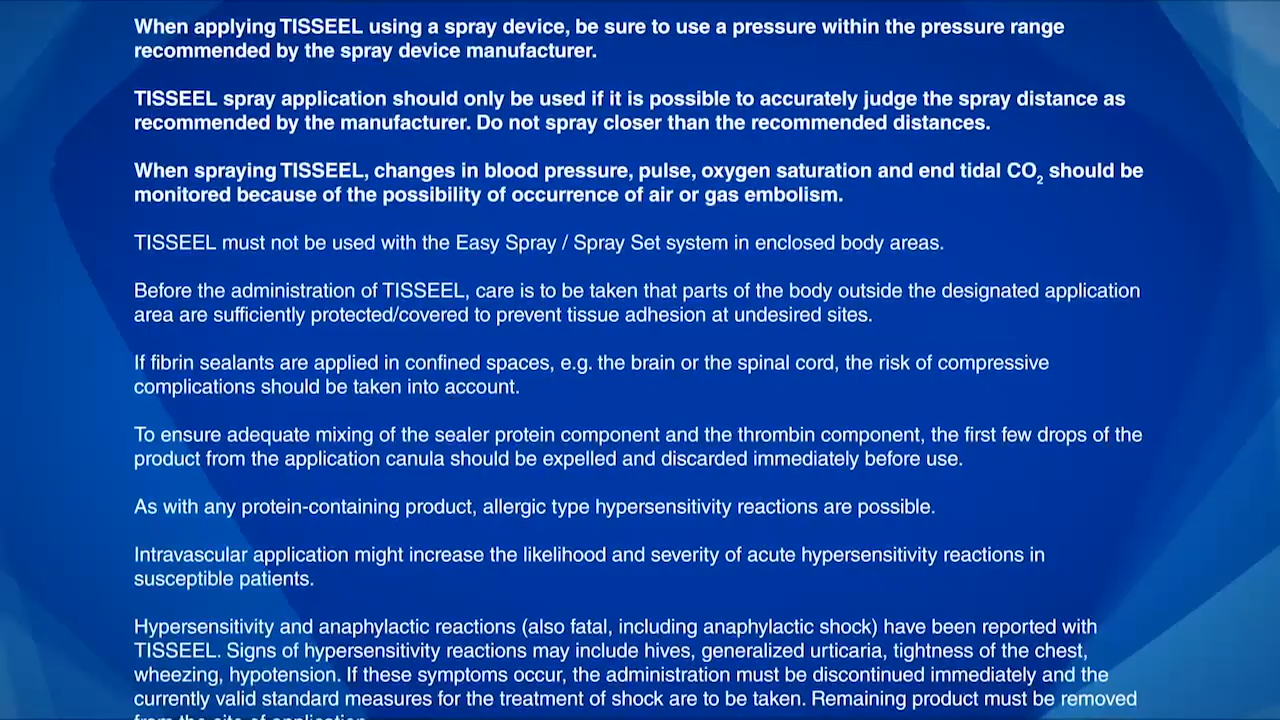 When applying TISSEEL using a spray device, be sure to use a pressure within the pressure range
recommended by the spray device manufacturer.
TISSEEL spray application should only be used if it is possible to accurately judge the spray distance as
recommended by the manufacturer. Do not spray closer than the recommended distances.
When spraying TISSEEL, changes in blood pressure, pulse, oxygen saturation and end tidal CO₂ should be
monitored because of the possibility of occurrence of air or gas embolism.
TISSEEL must not be used with the Easy Spray / Spray Set system in enclosed body areas.
Before the administration of TISSEEL, care is to be taken that parts of the body outside the designated application
area are sufficiently protected/covered to prevent tissue adhesion at undesired sites.
If fibrin sealants are applied in confined spaces, e.g. the brain or the spinal cord, the risk of compressive
complications should be taken into account.
To ensure adequate mixing of the sealer protein component and the thrombin component, the first few drops of the
product from the application canula should be expelled and discarded immediately before use.
As with any protein-containing product, allergic type hypersensitivity reactions are possible.
Intravascular application might increase the likelihood and severity of acute hypersensitivity reactions in
susceptible patients.
Hypersensitivity and anaphylactic reactions (also fatal, including anaphylactic shock) have been reported with
TISSEEL. Signs of hypersensitivity reactions may include hives, generalized urticaria, tightness of the chest,
wheezing, hypotension. If these symptoms occur, the administration must be discontinued immediately and the
currently valid standard measures for the treatment of shock are to be taken. Remaining product must be removed
from the site of application.